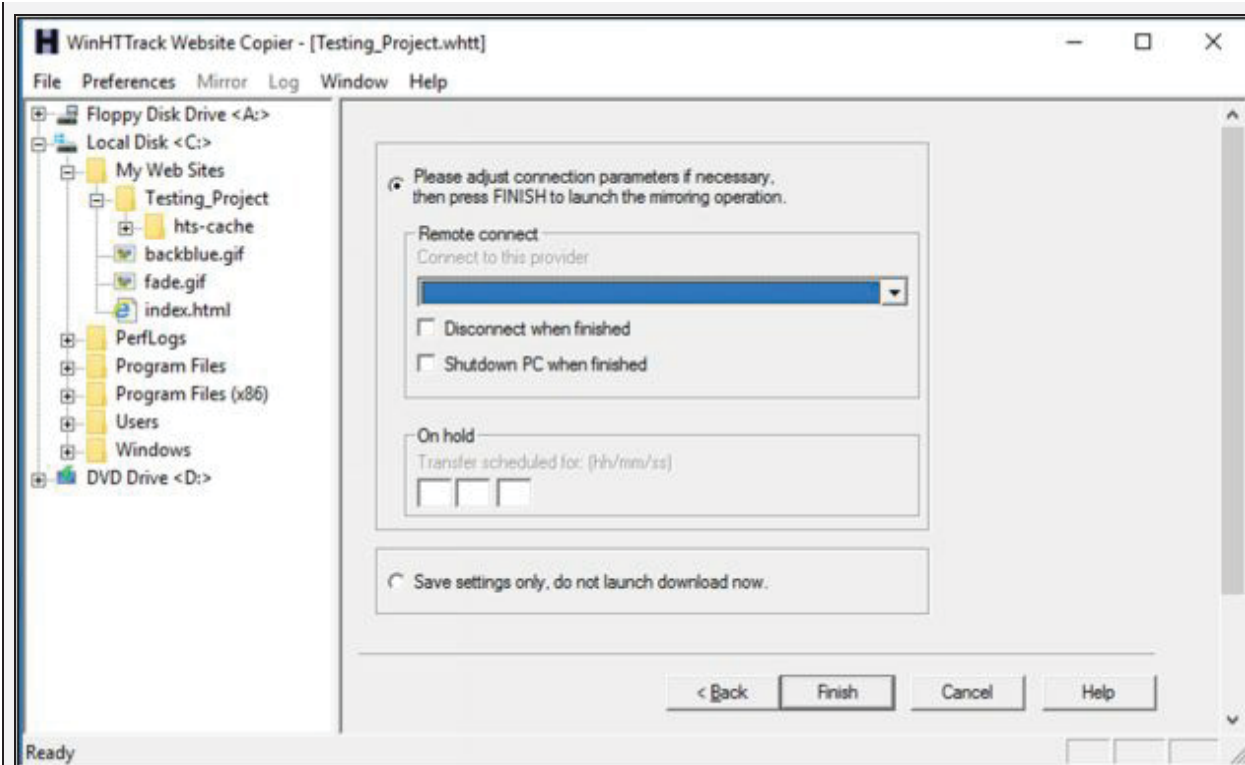 WinHTTrack Website Copier - [Testing_Project.whtt]
File Preferences Mirror Log Window Help
Floppy Disk Drive <A:>
Local Disk <C:>
My Web Sites
Testing_Project
hts-cache
backblue.gif
fade.gif
index.html
PerfLogs
Program Files
Program Files (x86)
Users
Windows
DVD Drive <D:>
Please adjust connection parameters if necessary,
then press FINISH to launch the mirroring operation.
Remote connect
Connect to this provider
Disconnect when finished
Shutdown PC when finished
On hold
Transfer scheduled for: (hh/mm/ss)
Save settings only, do not launch download now.
< Back Finish Cancel Help
Ready